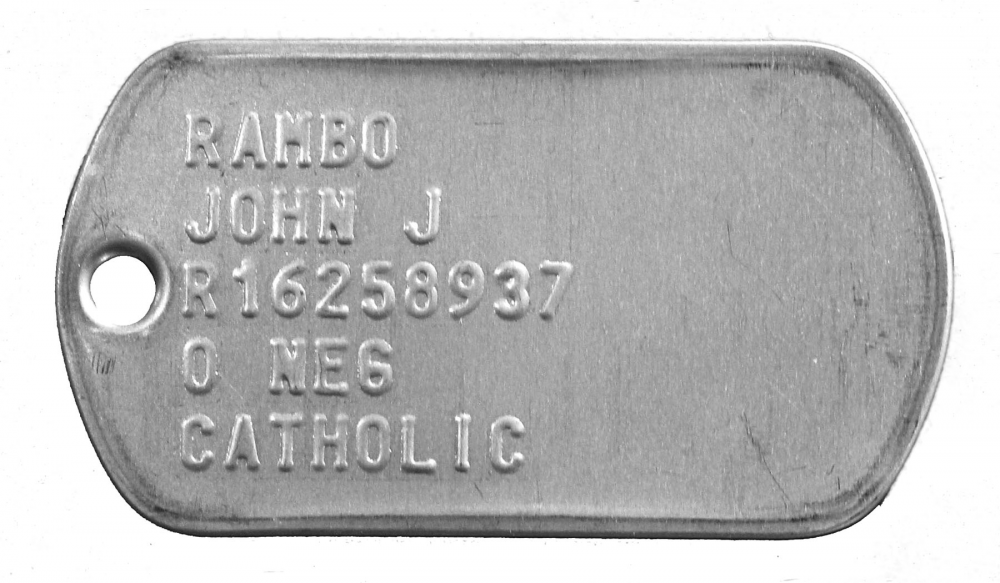 RAMBO
JOHN J
R16258937
O NEG
CATHOLIC